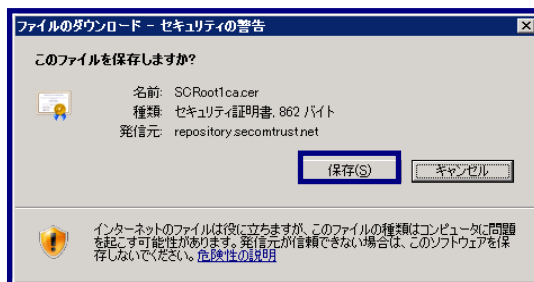 ファイルのダウンロード - セキュリティの警告
このファイルを保存しますか?
名前: SCRoot1ca.cer
種類: セキュリティ証明書, 862 バイト
発信元: repository.secomtrust.net
保存(S) キャンセル
インターネットのファイルは役に立ちますが、このファイルの種類はコンピュータに問題
を起こす可能性があります。発信元が信頼できない場合は、このソフトウェアを保
存しないでください。危険性の説明